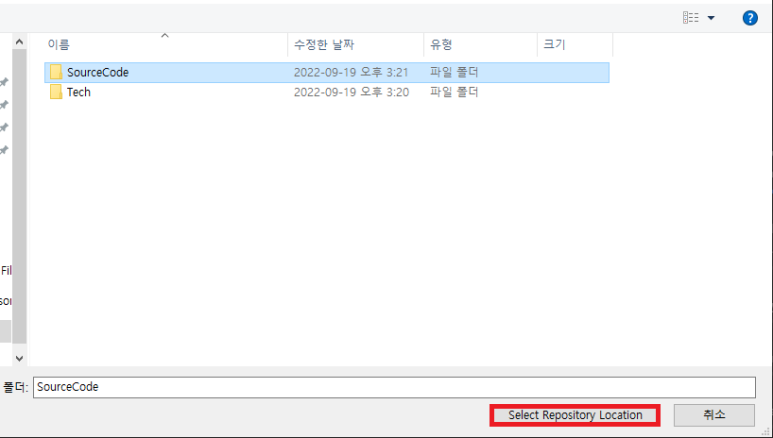 이름 수정한 날짜 유형 크기
SourceCode 2022-09-19 오후 3:21 파일 폴더
Tech 2022-09-19 오후 3:20 파일 폴더
Fil
sou
폴더: SourceCode
Select Repository Location 취소